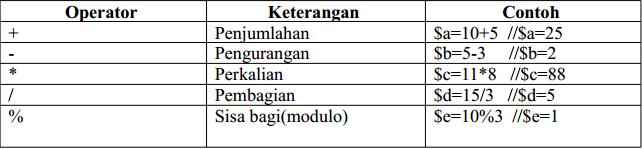 Operator Keterangan Contoh
+ Penjumlahan $a=10+5 //$a=25
- Pengurangan $b=5-3 //$b=2
* Perkalian $c=11*8 //$c=88
/ Pembagian $d=15/3 //$d=5
% Sisa bagi(modulo) $e=10%3 //$e=1